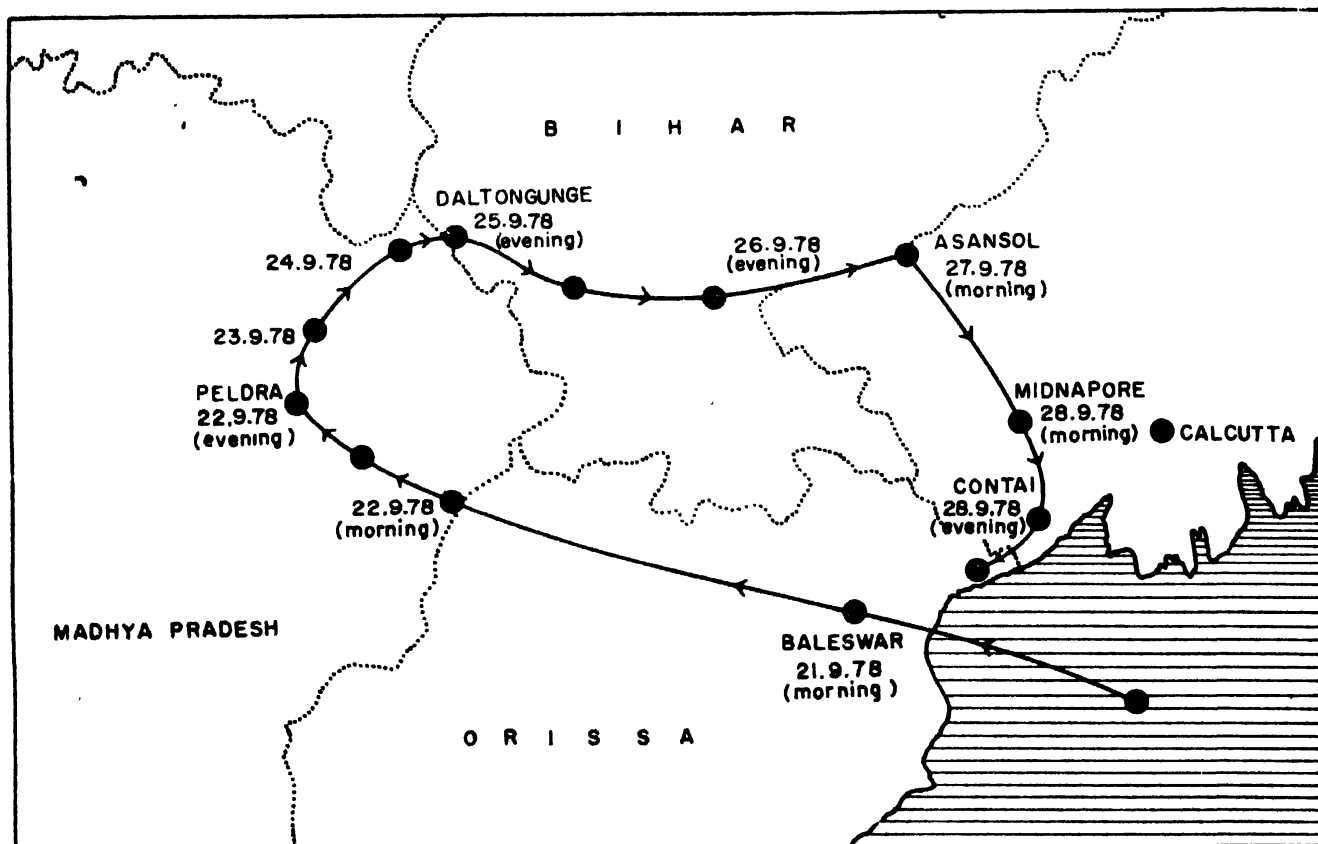 BIHAR
DALTONGUNGE
25.9.78
(evening)
24.9.78
26.9.78
(evening)
ASANSOL
27.9.78
(morning)
23.9.78
PELDRA
22.9.78
(evening)
MIDNAPORE
28.9.78
(morning)
CALCUTTA
CONTAI
28.9.78
(evening)
22.9.78
(morning)
MADHYA PRADESH
BALESWAR
21.9.78
(morning)
ORISSA